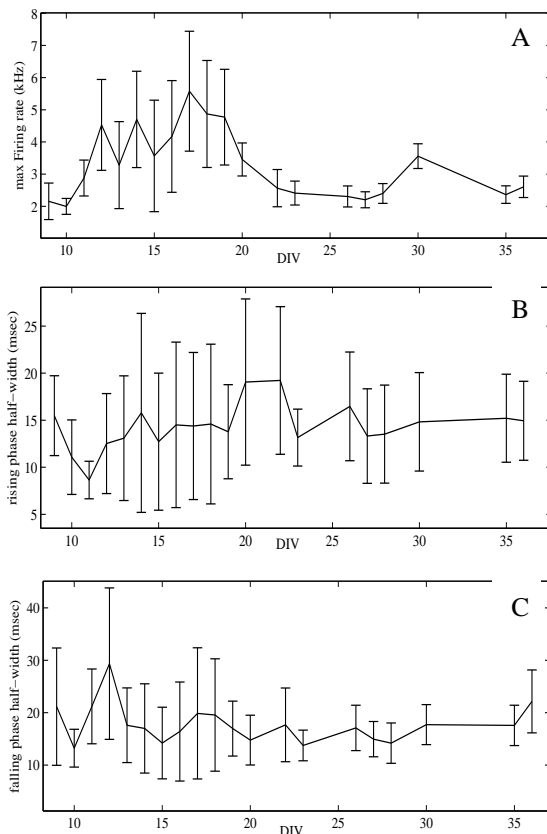 A
max Firing rate (kHz)
8
7
6
5
4
3
2
10 15 20 25 30 35
DIV
B
rising phase half-width (msec)
25
20
15
10
5
10 15 20 25 30 35
DIV
C
falling phase half-width (msec)
40
30
20
10
10 15 20 25 30 35
DIV